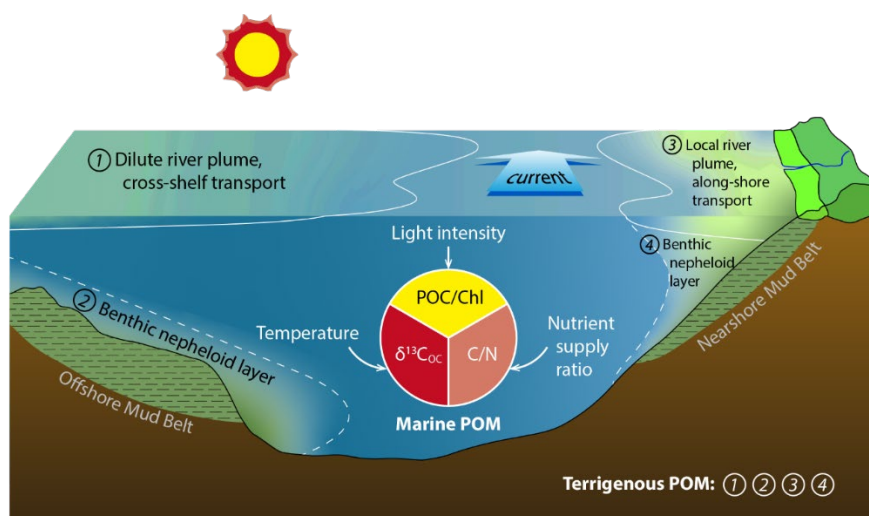 ① Dilute river plume,
cross-shelf transport
current
③ Local river
plume,
along-shore
transport
Light intensity
④ Benthic
nepheloid
layer
② Benthic nepheloid layer
POC/Chl
Temperature
δ¹³C_OC
C/N
Nutrient
supply
ratio
Marine POM
Offshore Mud Belt
Nearshore Mud Belt
Terrigenous POM: ① ② ③ ④